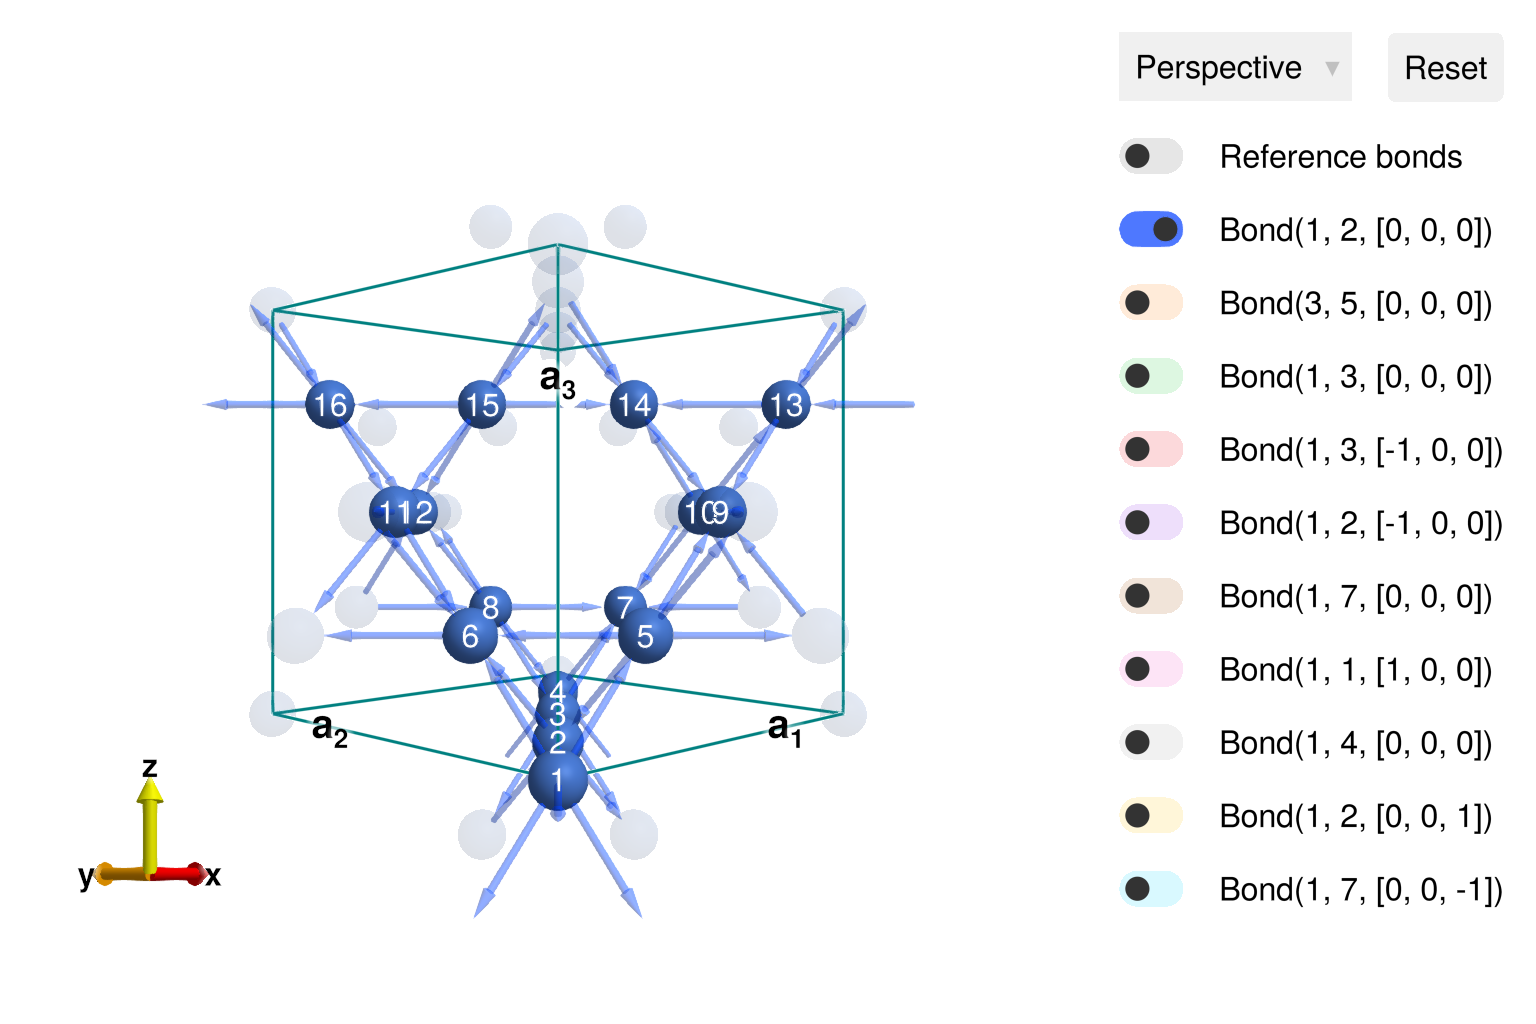 Perspective ▼
Reset
Reference bonds
Bond(1, 2, [0, 0, 0])
Bond(3, 5, [0, 0, 0])
Bond(1, 3, [0, 0, 0])
Bond(1, 3, [-1, 0, 0])
Bond(1, 2, [-1, 0, 0])
Bond(1, 7, [0, 0, 0])
Bond(1, 1, [1, 0, 0])
Bond(1, 4, [0, 0, 0])
Bond(1, 2, [0, 0, 1])
Bond(1, 7, [0, 0, -1])
a3
16 15 14 13
11 12 10 9
8 7
6 5
4
3
2
a2 a1
1
z
y x